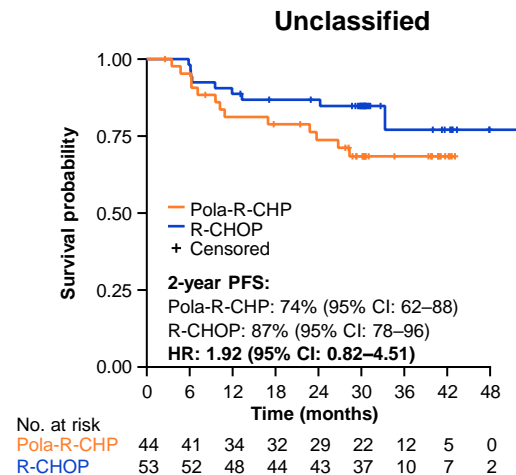 Unclassified
1.00
0.75
0.50
0.25
0.00
Survival probability
Pola-R-CHP
R-CHOP
+ Censored
2-year PFS:
Pola-R-CHP: 74% (95% CI: 62–88)
R-CHOP: 87% (95% CI: 78–96)
HR: 1.92 (95% CI: 0.82–4.51)
0 6 12 18 24 30 36 42 48
Time (months)
No. at risk
Pola-R-CHP 44 41 34 32 29 22 12 5 0
R-CHOP 53 52 48 44 43 37 10 7 2